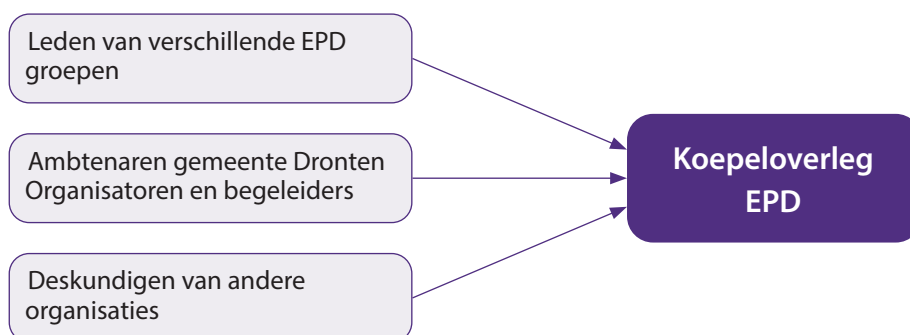 Leden van verschillende EPD
groepen
Ambtenaren gemeente Dronten
Organisatoren en begeleiders
Deskundigen van andere
organisaties
Koepeloverleg
EPD